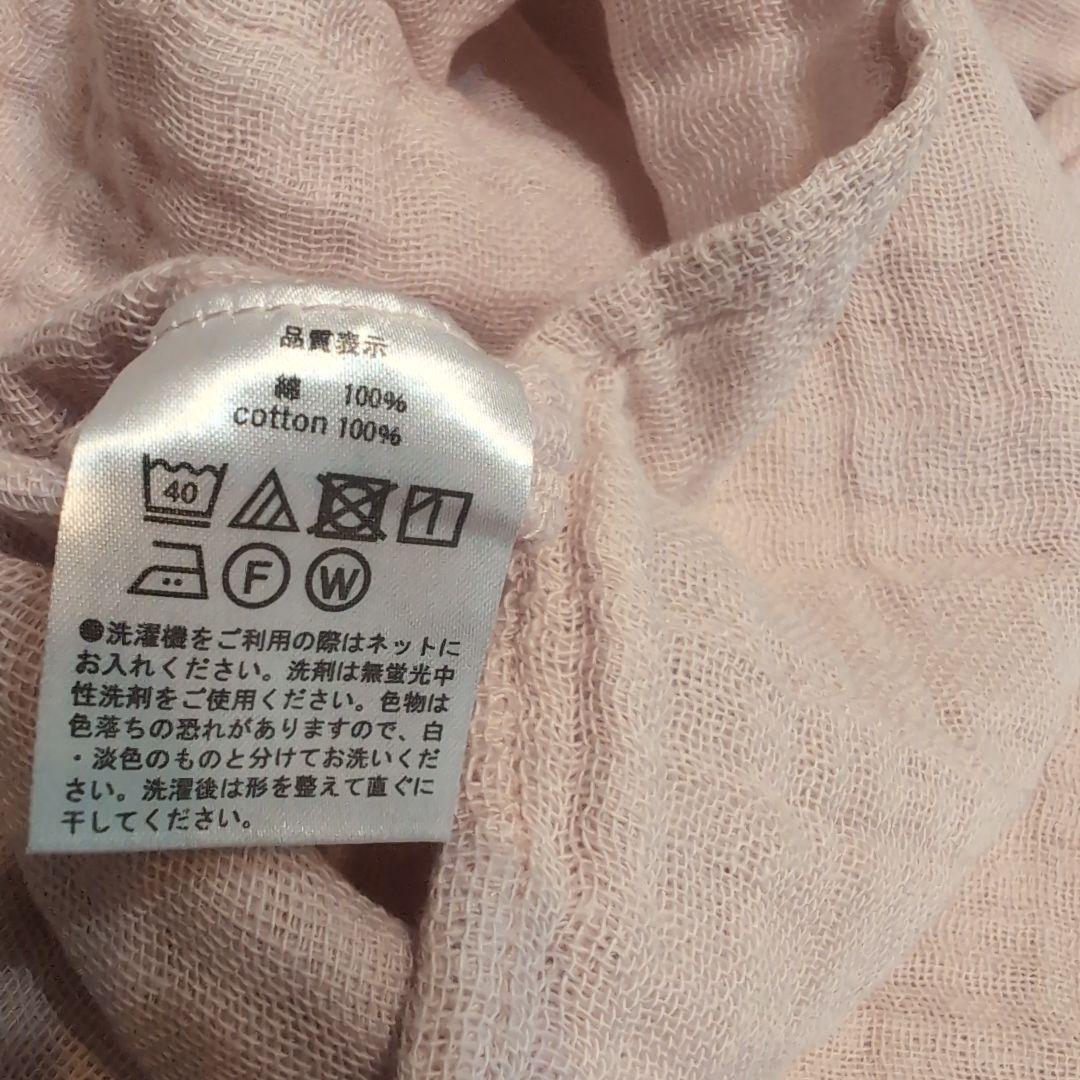 品質表示
綿 100%
cotton 100%
40
F W
●洗濯機をご利用の際はネットに
お入れください。洗剤は無蛍光中
性洗剤をご使用ください。色物は
色落ちの恐れがありますので、白
・淡色のものと分けてお洗いくだ
さい。洗濯後は形を整えて直ぐに
干してください。